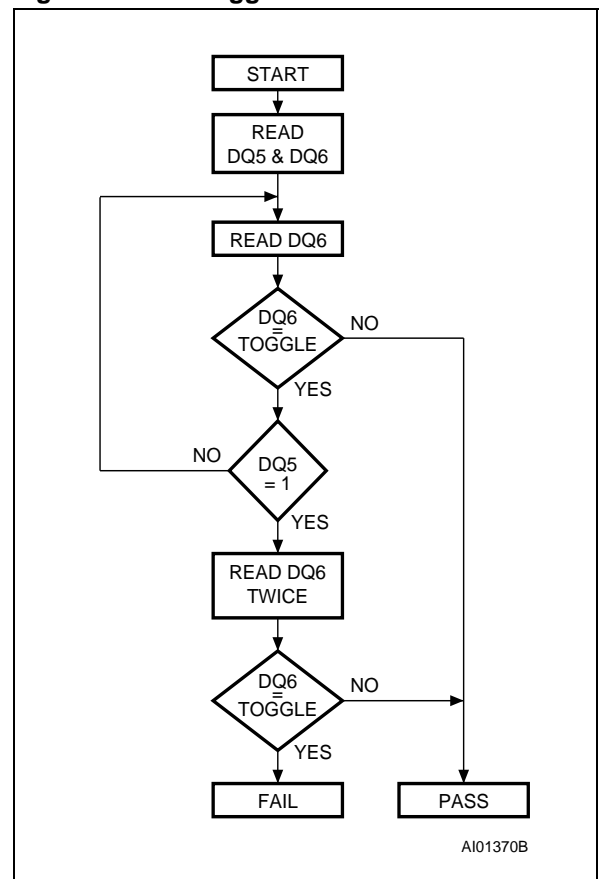 START
READ
DQ5 & DQ6
READ DQ6
DQ6
=
TOGGLE
NO
YES
NO
DQ5
= 1
YES
READ DQ6
TWICE
DQ6
=
TOGGLE
NO
YES
FAIL
PASS
AI01370B